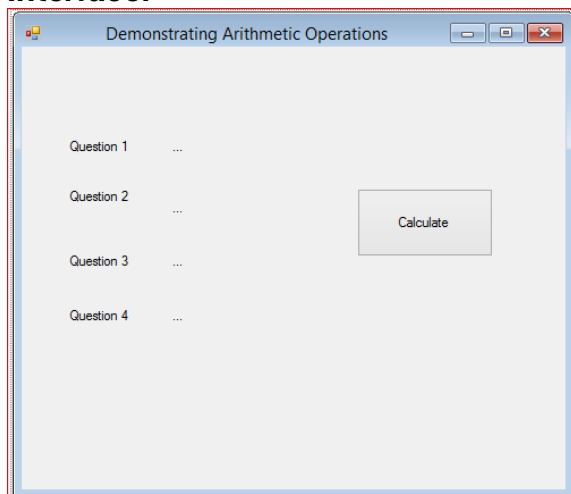 Demonstrating Arithmetic Operations
Question 1 ...
Question 2 ...
Calculate
Question 3 ...
Question 4 ...